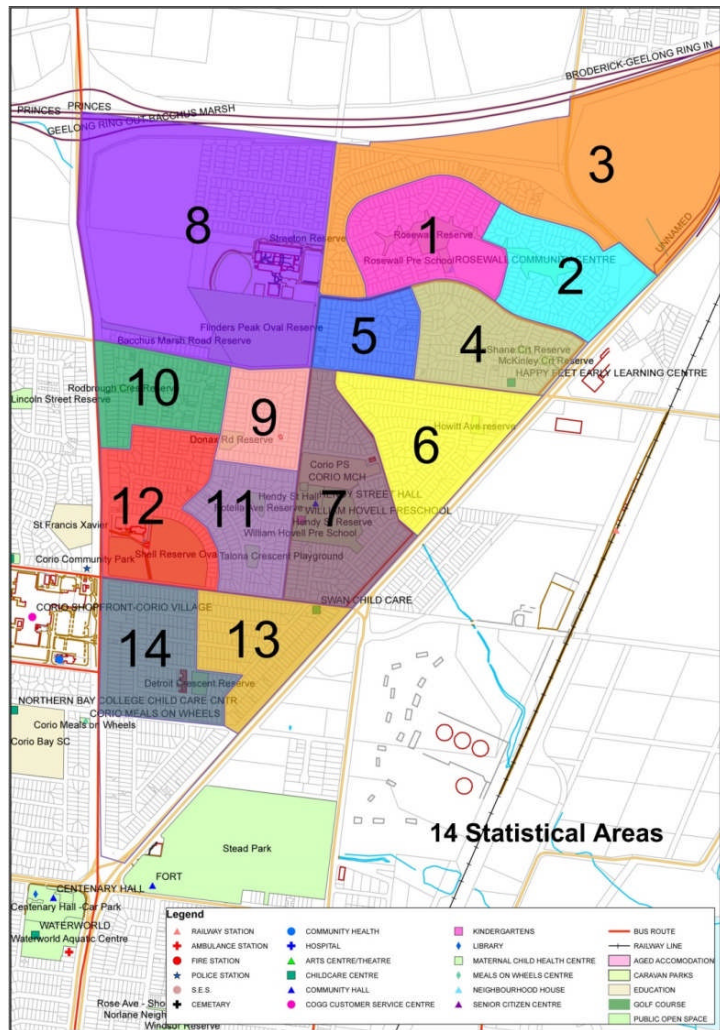 BRODERICK-GEELONG RING IN
PRINCES
PRINCES
GEELONG RING OUT-BACCHUS MARSH
UNNAMED
3
8
1
2
Streeton Reserve
Rosewall Reserve
Rosewall Pre School
ROSEWALL COMMUNITY CENTRE
Flinders Peak Oval Reserve
Bacchus Marsh Road Reserve
5
4
Shane Crt Reserve
McKinley Crt Reserve
HAPPY FEET EARLY LEARNING CENTRE
10
Rodbrough Cres Reserve
Lincoln Street Reserve
9
Donax Rd Reserve
6
Howitt Ave reserve
Corio PS
CORIO MCH
7
12
11
Hendy St Hall
HENDY STREET HALL
WILLIAM HOVELL PRESCHOOL
Hendy St Reserve
William Hovell Pre School
St Francis Xavier
Shell Reserve Oval
Talona Crescent Playground
Corio Community Park
SWAN CHILD CARE
CORIO SHOPFRONT-CORIO VILLAGE
14
13
Detroit Crescent Reserve
NORTHERN BAY COLLEGE CHILD CARE CNTR
CORIO MEALS ON WHEELS
Corio Meals on Wheels
Corio Bay SC
14 Statistical Areas
Stead Park
FORT
CENTENARY HALL
Centenary Hall -Car Park
WATERWORLD
Waterworld Aquatic Centre
Rose Ave - Sho
Norlane Neigh
Windsor Reserve
Legend
RAILWAY STATION
AMBULANCE STATION
FIRE STATION
POLICE STATION
S.E.S.
CEMETARY
COMMUNITY HEALTH
HOSPITAL
ARTS CENTRE/THEATRE
CHILDCARE CENTRE
COMMUNITY HALL
COGG CUSTOMER SERVICE CENTRE
KINDERGARTENS
LIBRARY
MATERNAL CHILD HEALTH CENTRE
MEALS ON WHEELS CENTRE
NEIGHBOURHOOD HOUSE
SENIOR CITIZEN CENTRE
BUS ROUTE
RAILWAY LINE
AGED ACCOMODATION
CARAVAN PARKS
EDUCATION
GOLF COURSE
PUBLIC OPEN SPACE